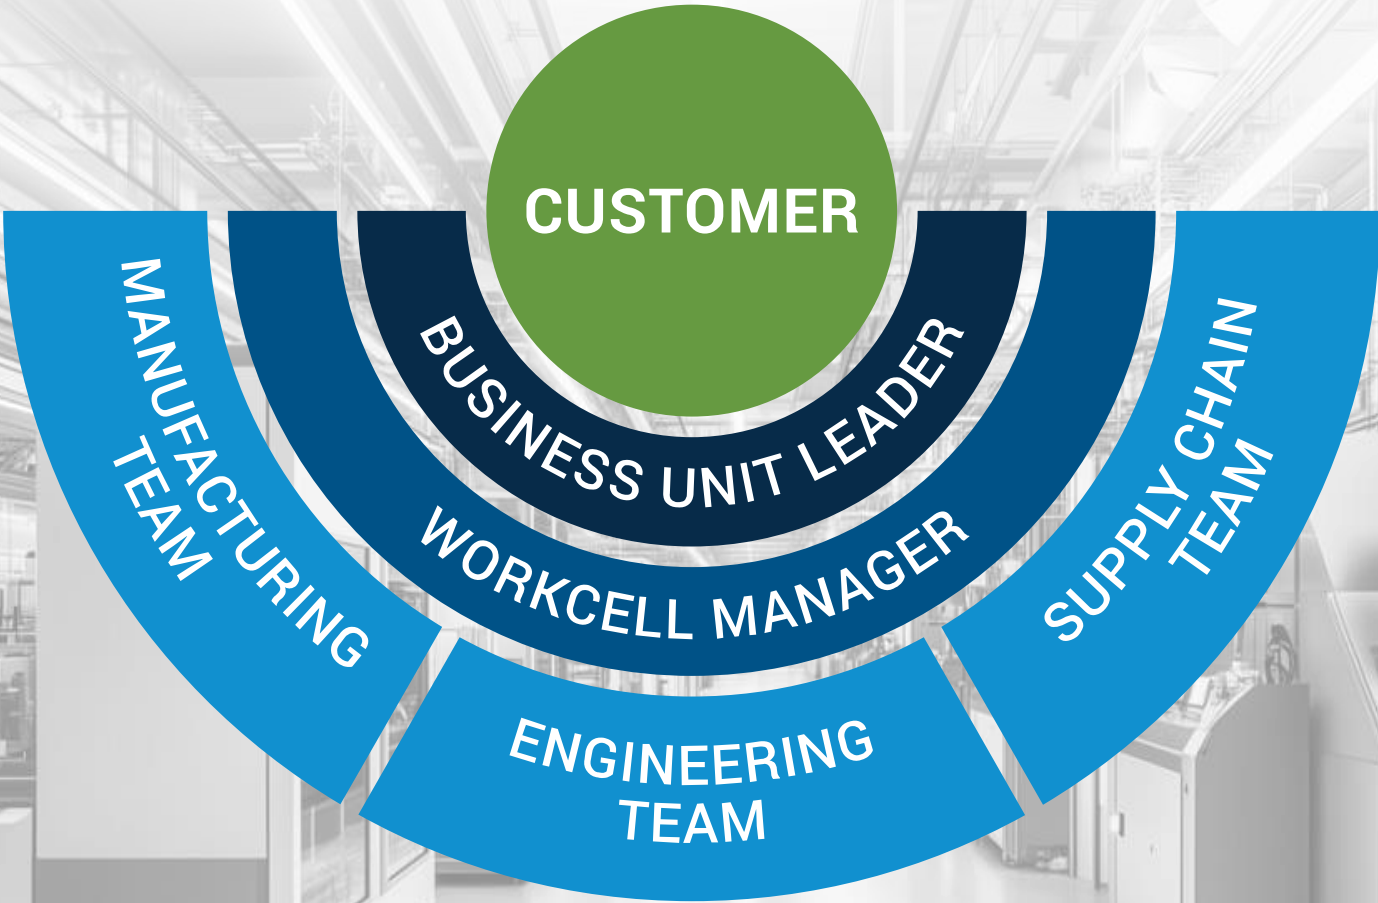 CUSTOMER
BUSINESS UNIT LEADER
WORKCELL MANAGER
MANUFACTURING
TEAM
ENGINEERING
TEAM
SUPPLY CHAIN
TEAM